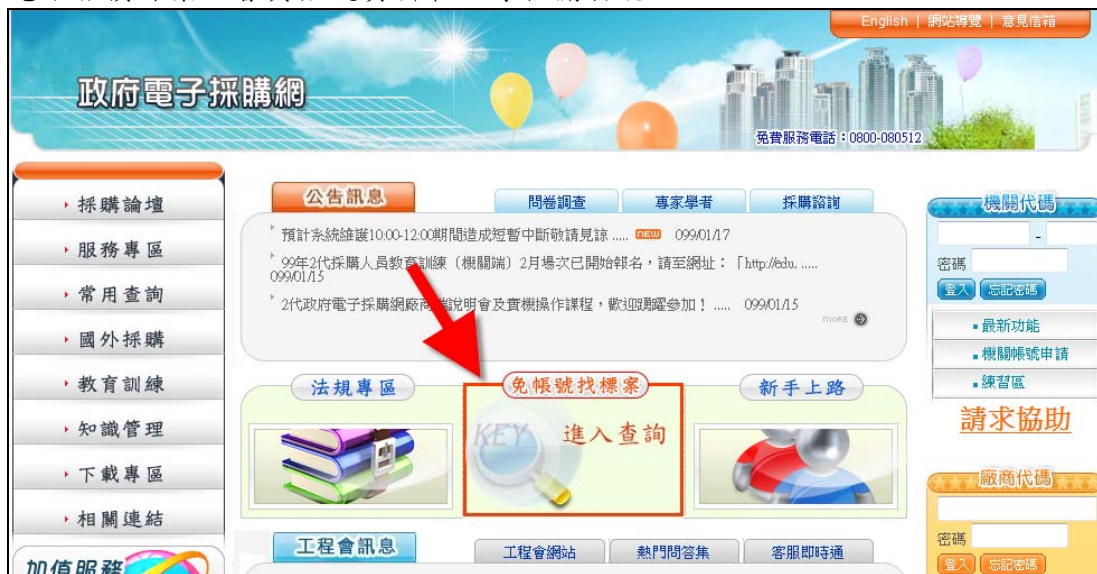 English | 網站導覽 | 意見信箱
政府電子採購網
免費服務電話：0800-080512
採購論壇
服務專區
常用查詢
國外採購
教育訓練
知識管理
下載專區
相關連結
加值服務
公告訊息
問卷調查
專家學者
採購諮詢
預計系統維護10:00-12:00期間造成短暫中斷敬請見諒 ..... NEW 099/01/17
99年2代採購人員教育訓練（機關端）2月場次已開始報名，請至網址：「http://edu. .....
099/01/15
2代政府電子採購網廠商端說明會及實機操作課程，歡迎踴躍參加！ ..... 099/01/15
MORE
法規專區
免帳號找標案
新手上路
KEY
進入查詢
工程會訊息
工程會網站
熱門問答集
客服即時通
機關代碼
-
密碼
登入 忘記密碼
最新功能
機關帳號申請
練習區
請求協助
廠商代碼
密碼
登入 忘記密碼